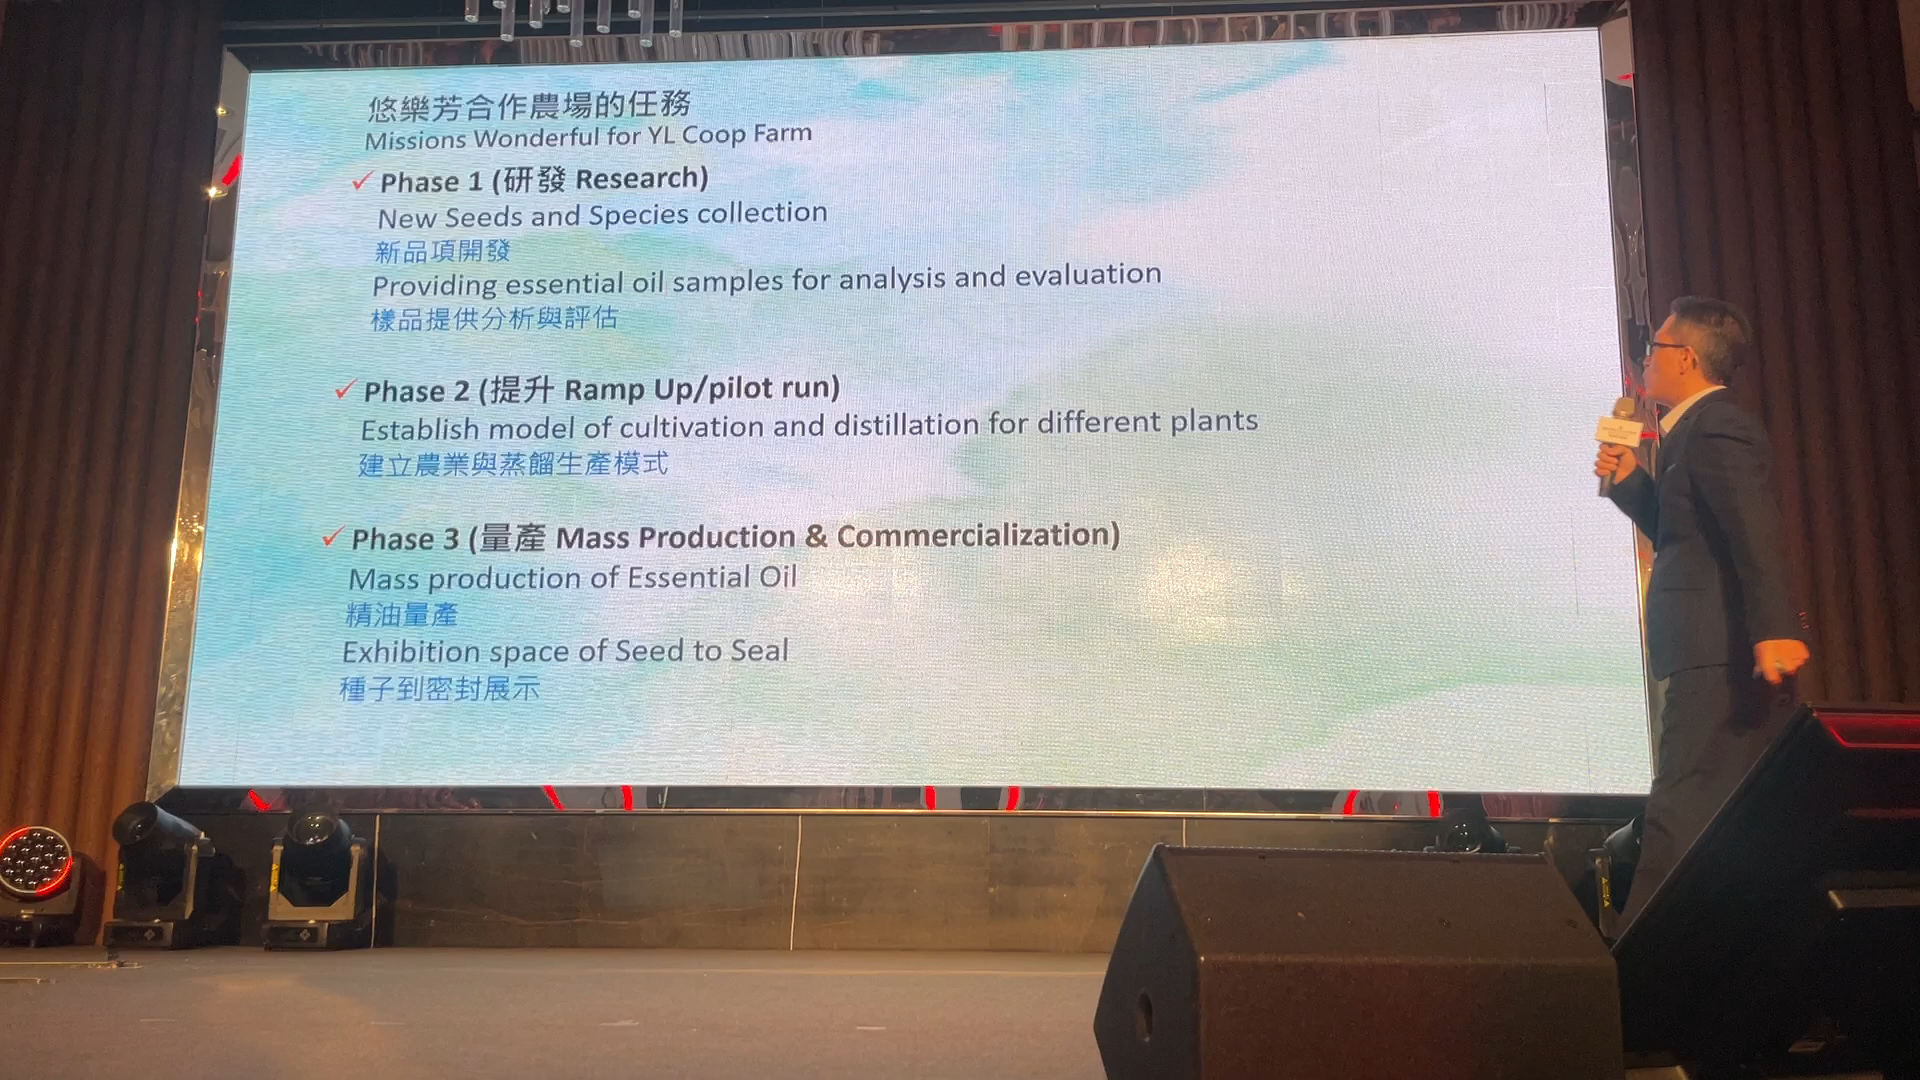 悠樂芳合作農場的任務
Missions Wonderful for YL Coop Farm
✓ Phase 1 (研發 Research)
New Seeds and Species collection
新品項開發
Providing essential oil samples for analysis and evaluation
樣品提供分析與評估
✓ Phase 2 (提升 Ramp Up/pilot run)
Establish model of cultivation and distillation for different plants
建立農業與蒸餾生產模式
✓ Phase 3 (量產 Mass Production & Commercialization)
Mass production of Essential Oil
精油量產
Exhibition space of Seed to Seal
種子到密封展示